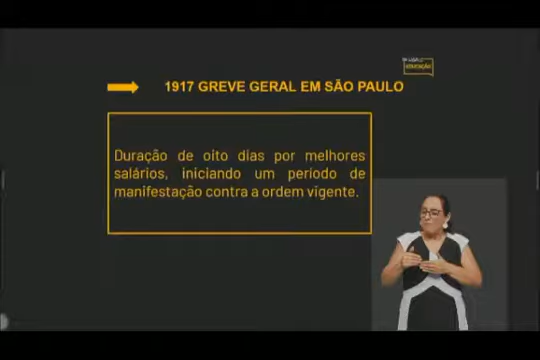 EDUCAÇÃO
1917 GREVE GERAL EM SÃO PAULO
Duração de oito dias por melhores
salários, iniciando um período de
manifestação contra a ordem vigente.